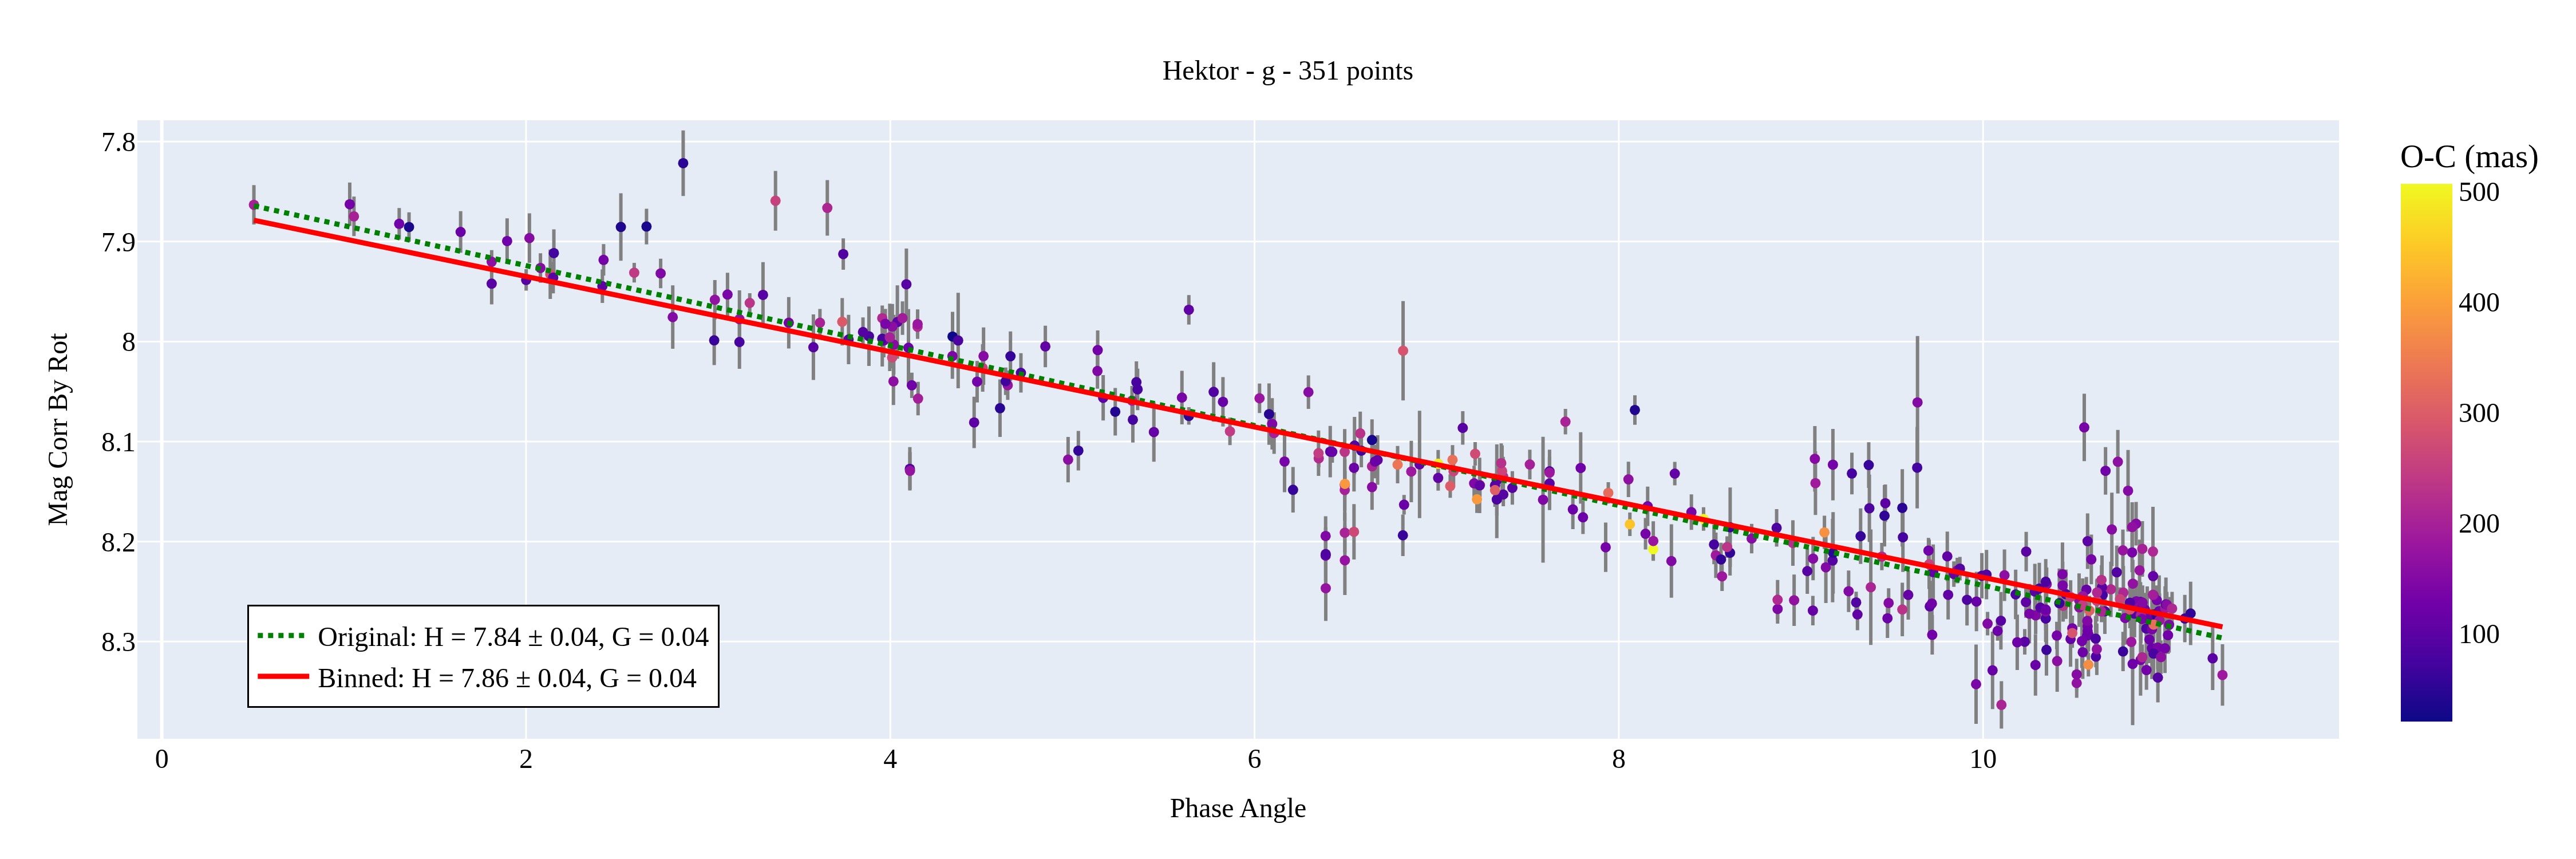 Hektor - g - 351 points
O-C (mas)
7.8
7.9
8
8.1
8.2
8.3
Mag Corr By Rot
500
400
300
200
100
Original: H = 7.84 ± 0.04, G = 0.04
Binned: H = 7.86 ± 0.04, G = 0.04
0 2 4 6 8 10
Phase Angle